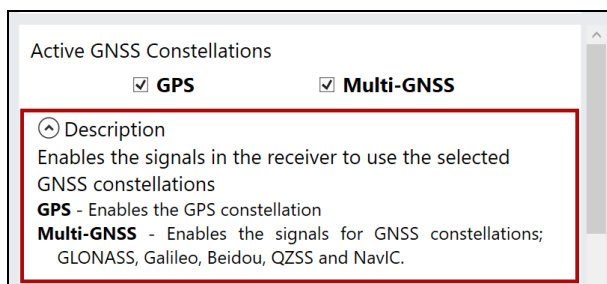 Active GNSS Constellations
GPS Multi-GNSS
Description
Enables the signals in the receiver to use the selected
GNSS constellations
GPS - Enables the GPS constellation
Multi-GNSS - Enables the signals for GNSS constellations;
GLONASS, Galileo, Beidou, QZSS and NavIC.